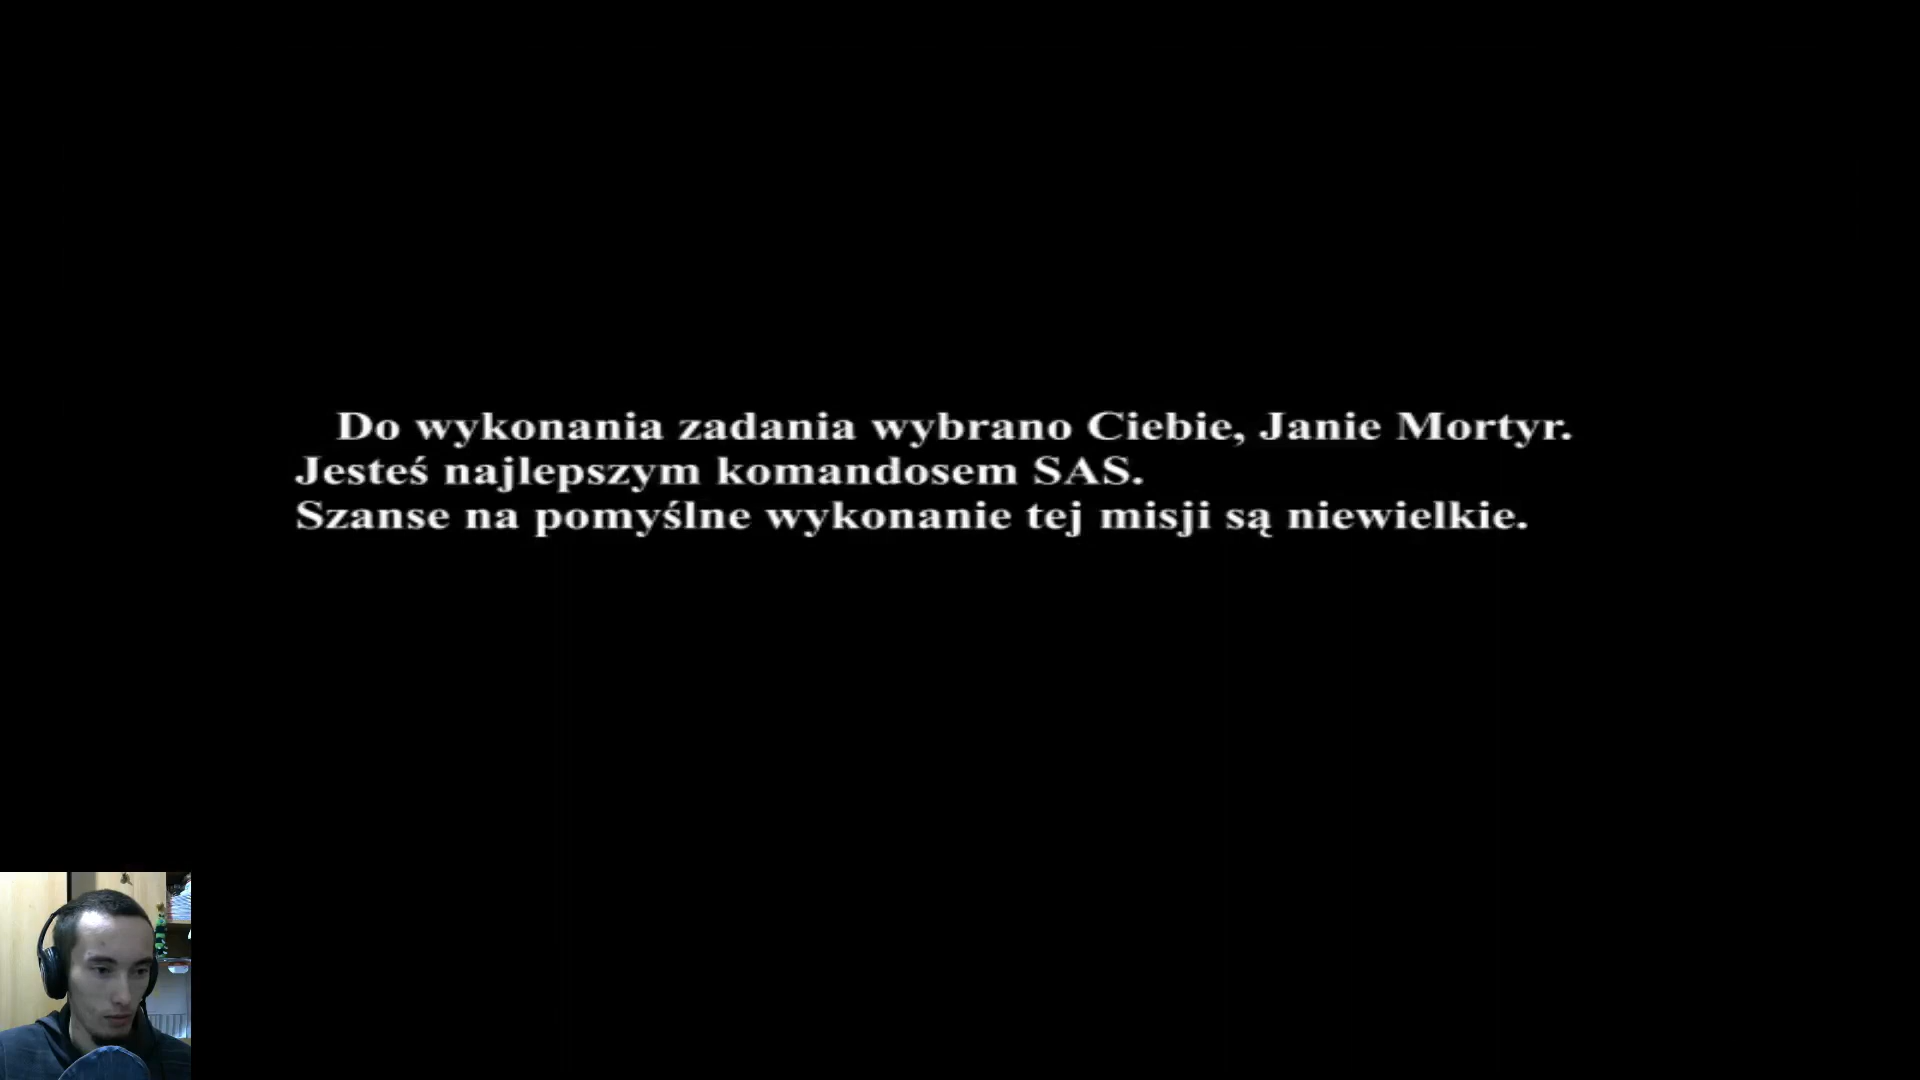 Do wykonania zadania wybrano Ciebie, Janie Mortyr.
Jesteś najlepszym komandosem SAS.
Szanse na pomyślne wykonanie tej misji są niewielkie.